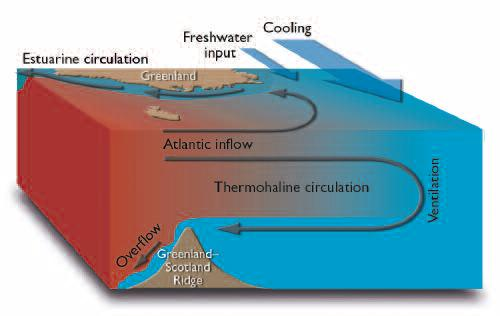 Cooling
Freshwater
input
Estuarine circulation
Greenland
Atlantic inflow
Thermohaline circulation
Ventilation
Overflow
Greenland–
Scotland
Ridge